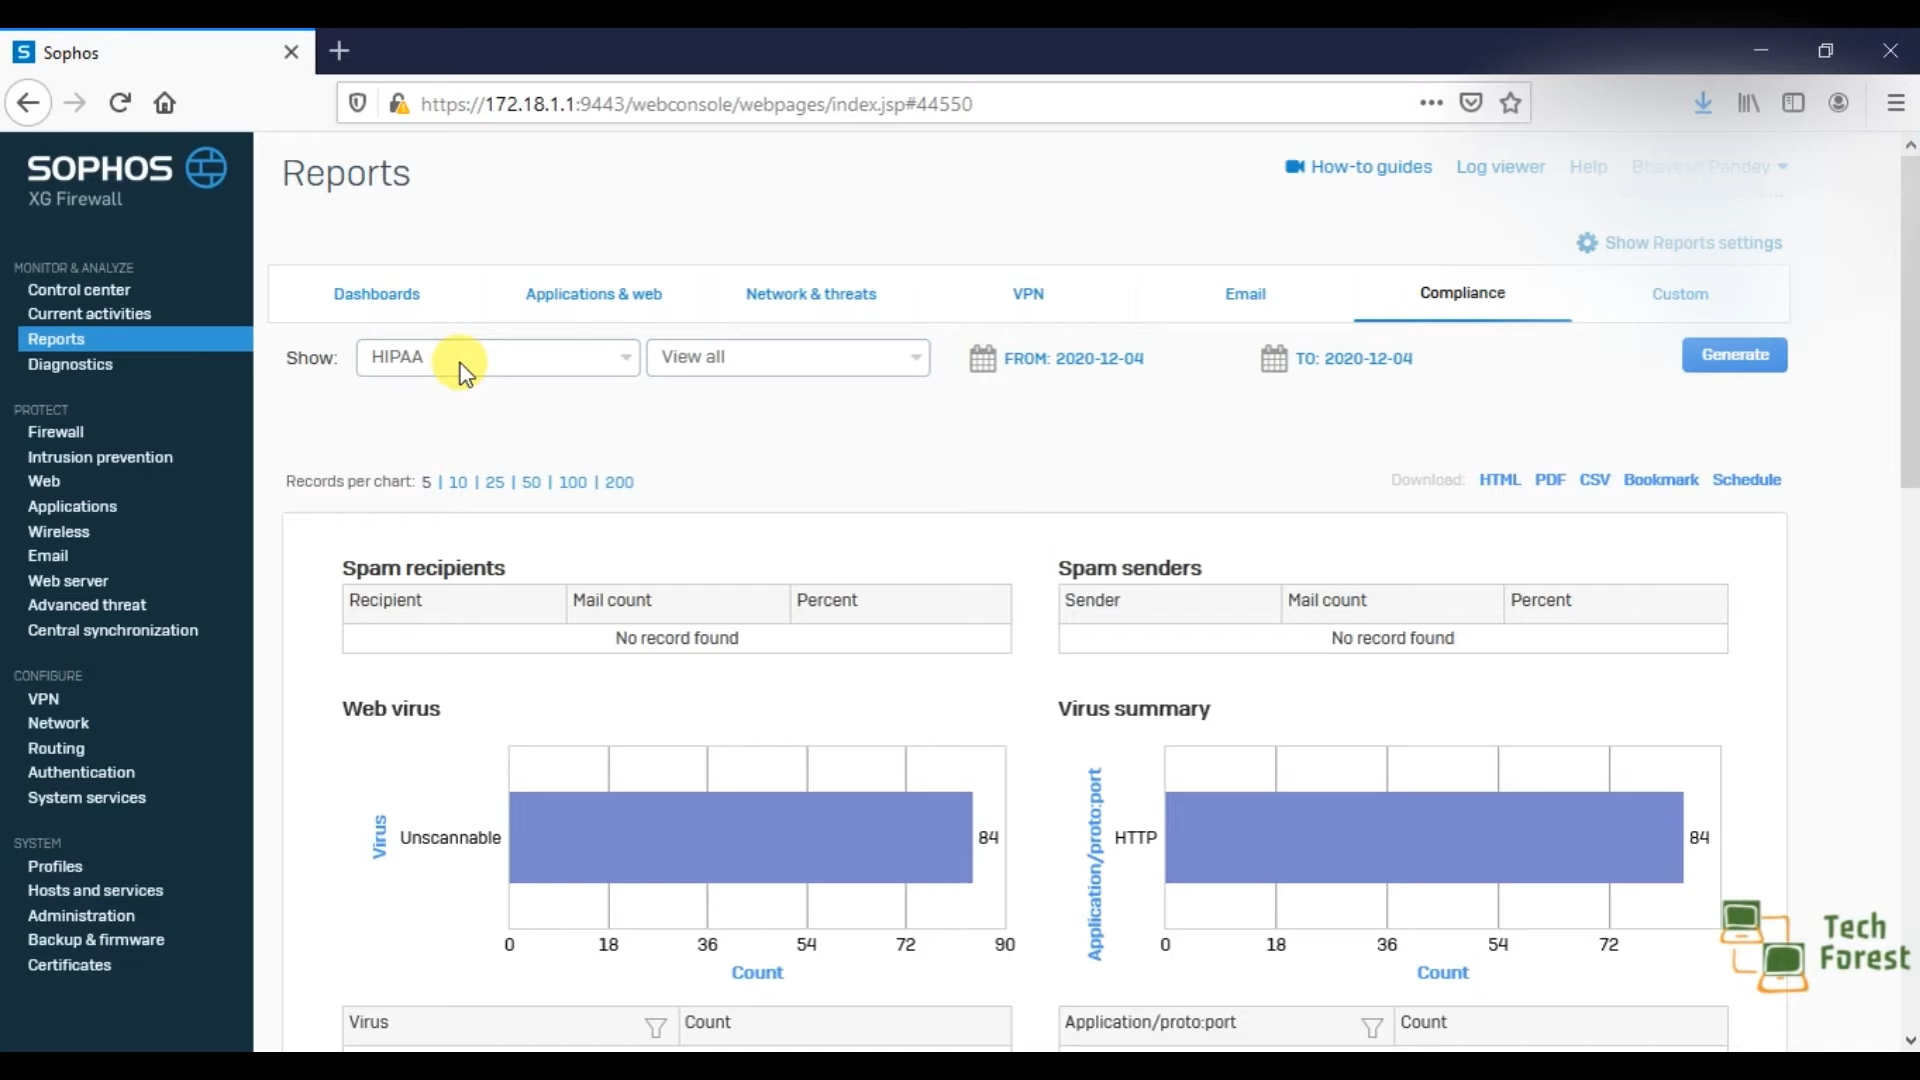 S Sophos
https://172.18.1.1:9443/webconsole/webpages/index.jsp#44550
SOPHOS
XG Firewall
Reports
How-to guides
Log viewer
Help
Bhavesh Pandey
Show Reports settings
MONITOR & ANALYZE
Control center
Current activities
Reports
Diagnostics
PROTECT
Firewall
Intrusion prevention
Web
Applications
Wireless
Email
Web server
Advanced threat
Central synchronization
CONFIGURE
VPN
Network
Routing
Authentication
System services
SYSTEM
Profiles
Hosts and services
Administration
Backup & firmware
Certificates
Dashboards
Applications & web
Network & threats
VPN
Email
Compliance
Custom
Show: HIPAA View all FROM: 2020-12-04 TO: 2020-12-04 Generate
Records per chart: 5 | 10 | 25 | 50 | 100 | 200
Download: HTML PDF CSV Bookmark Schedule
Spam recipients
Recipient Mail count Percent
No record found
Spam senders
Sender Mail count Percent
No record found
Web virus
Virus
Unscannable 84
0 18 36 54 72 90
Count
Virus Count
Virus summary
Application/proto:port
HTTP 84
0 18 36 54 72
Count
Application/proto:port Count
Tech
Forest